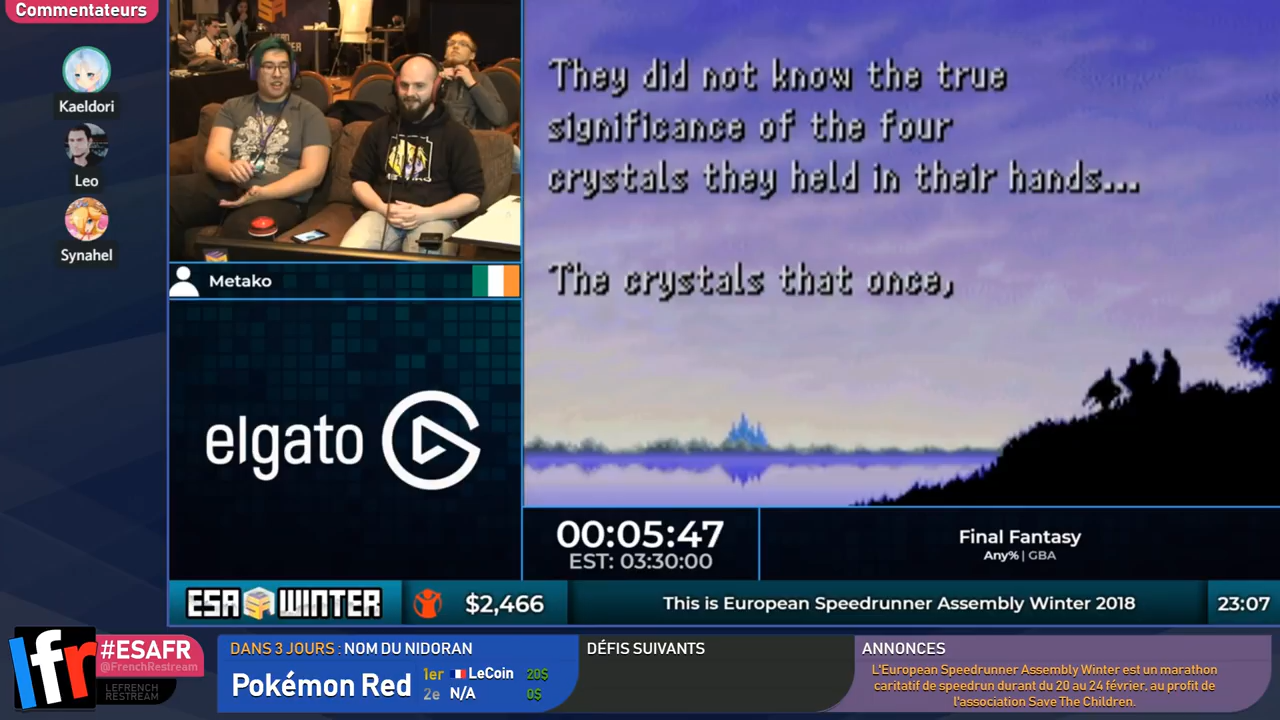 Commentateurs
Kaeldori
Leo
Synahel
They did not know the true
significance of the four
crystals they held in their hands...
The crystals that once,
Metako
elgato
00:05:47
EST: 03:30:00
Final Fantasy
Any% | GBA
ESA WINTER
$2,466
This is European Speedrunner Assembly Winter 2018
23:07
lfr
#ESAFR
@FrenchRestream
LEFRENCH
RESTREAM
DANS 3 JOURS : NOM DU NIDORAN
Pokémon Red
1er LeCoin 20$
2e N/A 0$
DÉFIS SUIVANTS
ANNONCES
L'European Speedrunner Assembly Winter est un marathon
caritatif de speedrun durant du 20 au 24 février, au profit de
l'association Save The Children.